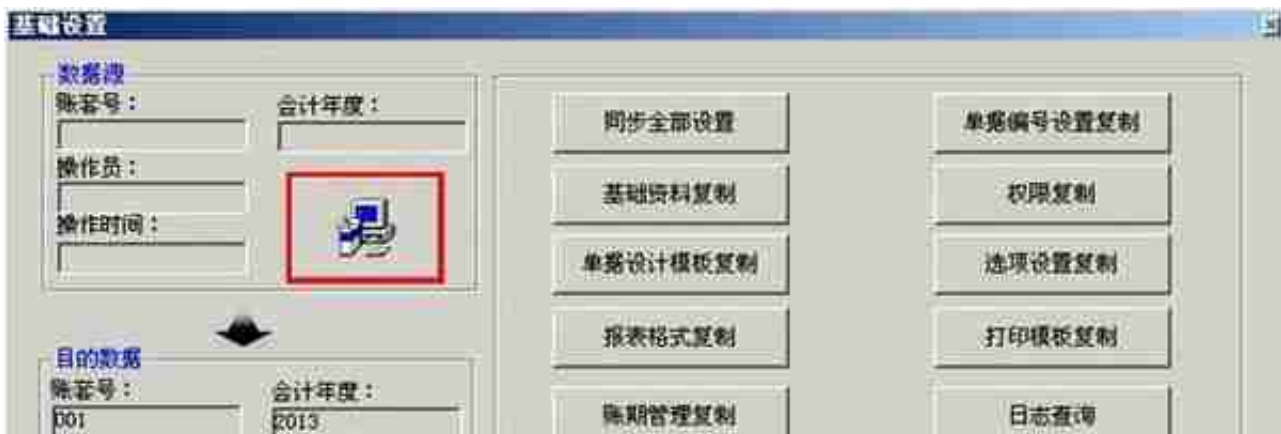 基础设置
数据源
账套号：
会计年度：
操作员：
操作时间：
目的数据
账套号：
会计年度：
001
2013
同步全部设置
单据编号设置复制
基础资料复制
权限复制
单据设计模板复制
选项设置复制
报表格式复制
打印模板复制
账期管理复制
日志查询